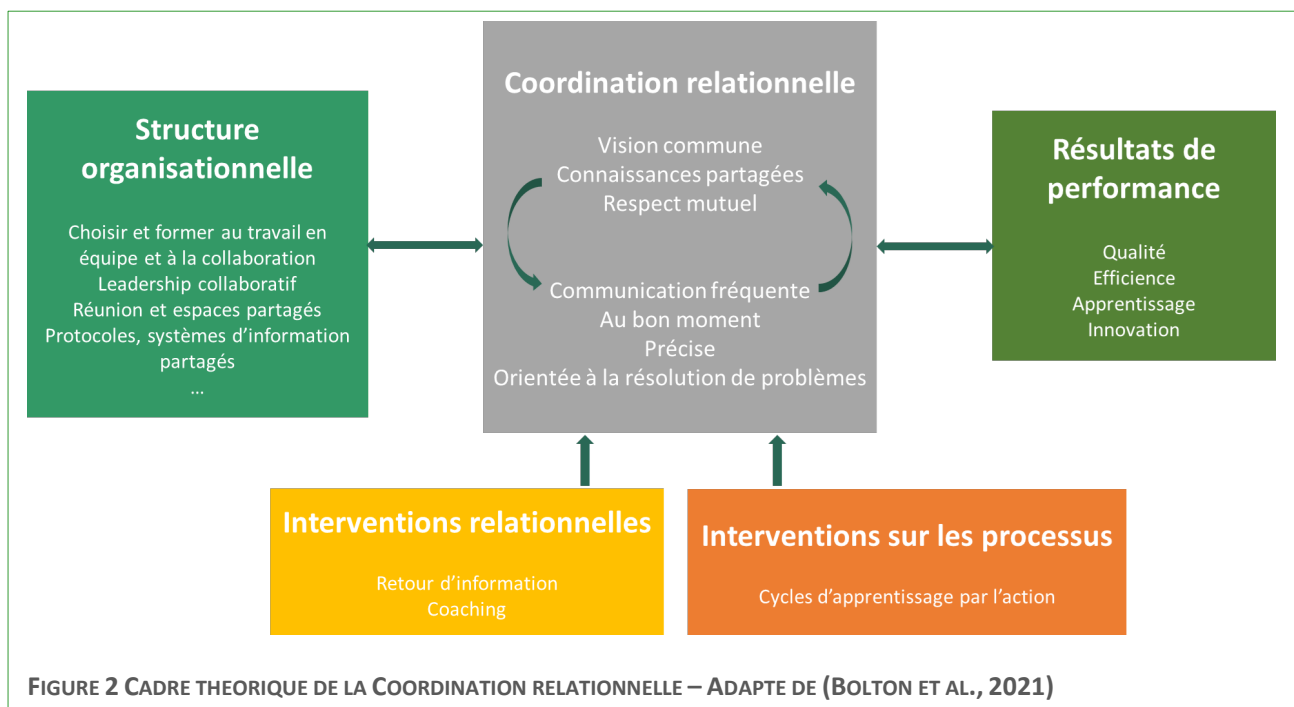 Structure
organisationnelle
Choisir et former au travail en
équipe et à la collaboration
Leadership collaboratif
Réunion et espaces partagés
Protocoles, systèmes d'information
partagés
...
Coordination relationnelle
Vision commune
Connaissances partagées
Respect mutuel
Communication fréquente
Au bon moment
Précise
Orientée à la résolution de problèmes
Résultats de
performance
Qualité
Efficience
Apprentissage
Innovation
Interventions relationnelles
Retour d'information
Coaching
Interventions sur les processus
Cycles d'apprentissage par l'action
FIGURE 2 CADRE THEORIQUE DE LA COORDINATION RELATIONNELLE – ADAPTE DE (BOLTON ET AL., 2021)